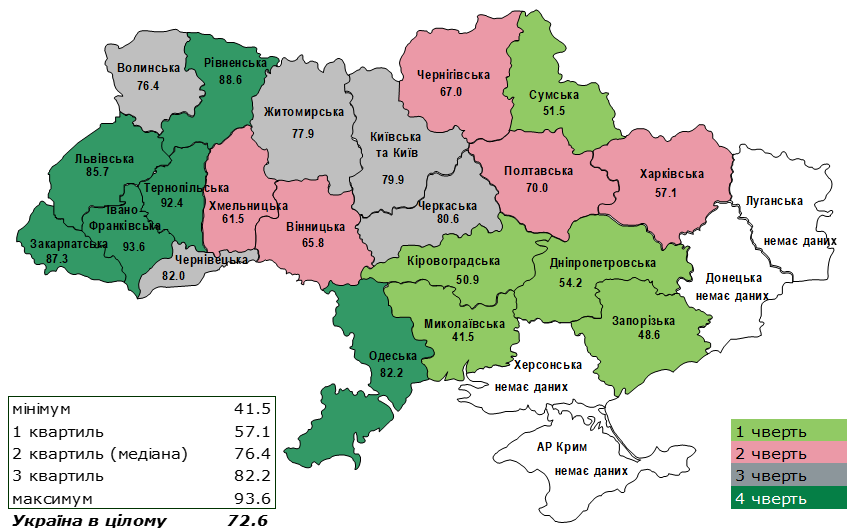 Волинська
76.4
Рівненська
88.6
Житомирська
77.9
Київська
та Київ
79.9
Чернігівська
67.0
Сумська
51.5
Львівська
85.7
Тернопільська
92.4
Хмельницька
61.5
Вінницька
65.8
Черкаська
80.6
Полтавська
70.0
Харківська
57.1
Луганська
немає даних
Івано
Франківська
93.6
Закарпатська
87.3
Чернівецька
82.0
Кіровоградська
50.9
Дніпропетровська
54.2
Донецька
немає даних
Миколаївська
41.5
Запорізька
48.6
Одеська
82.2
Херсонська
немає даних
АР Крим
немає даних
мінімум 41.5
1 квартиль 57.1
2 квартиль (медіана) 76.4
3 квартиль 82.2
максимум 93.6
Україна в цілому 72.6
1 чверть
2 чверть
3 чверть
4 чверть